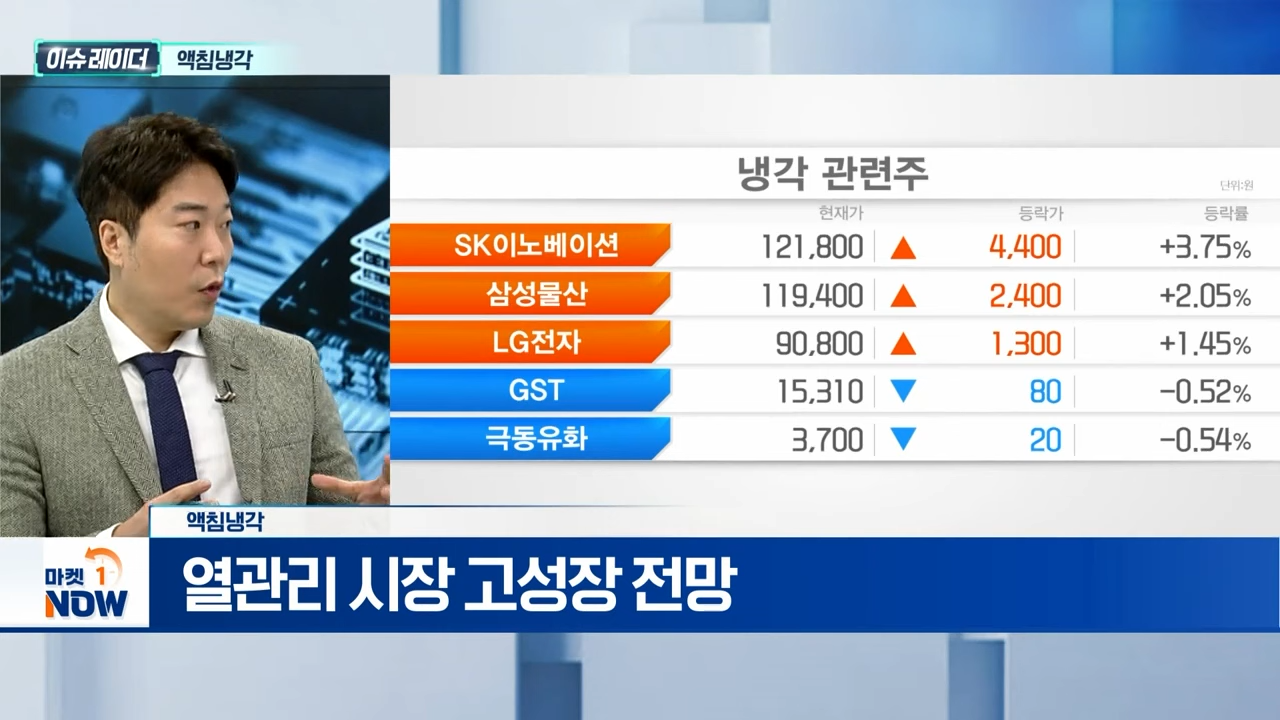 이슈 레이더 액침냉각
냉각 관련주
단위:원
현재가 등락가 등락률
SK이노베이션 121,800 ▲ 4,400 +3.75%
삼성물산 119,400 ▲ 2,400 +2.05%
LG전자 90,800 ▲ 1,300 +1.45%
GST 15,310 ▼ 80 -0.52%
극동유화 3,700 ▼ 20 -0.54%
액침냉각
마켓 1
NOW
열관리 시장 고성장 전망